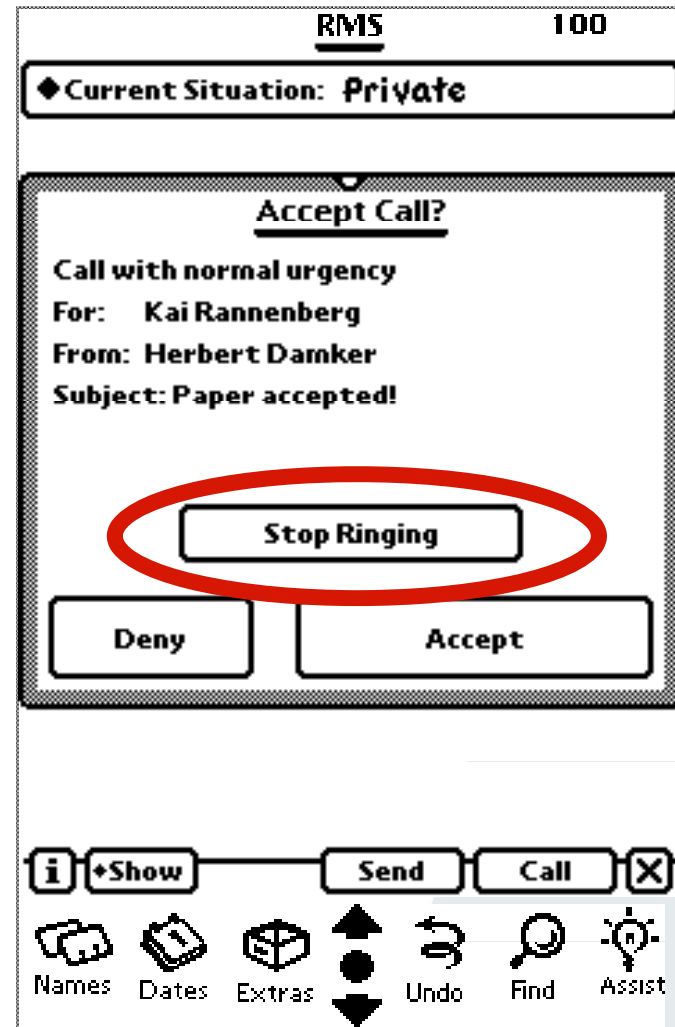 RMS 100
◆Current Situation: Private
Accept Call?
Call with normal urgency
For: Kai Rannenberg
From: Herbert Damker
Subject: Paper accepted!
Stop Ringing
Deny Accept
i ◆Show Send Call X
Names Dates Extras Undo Find Assist